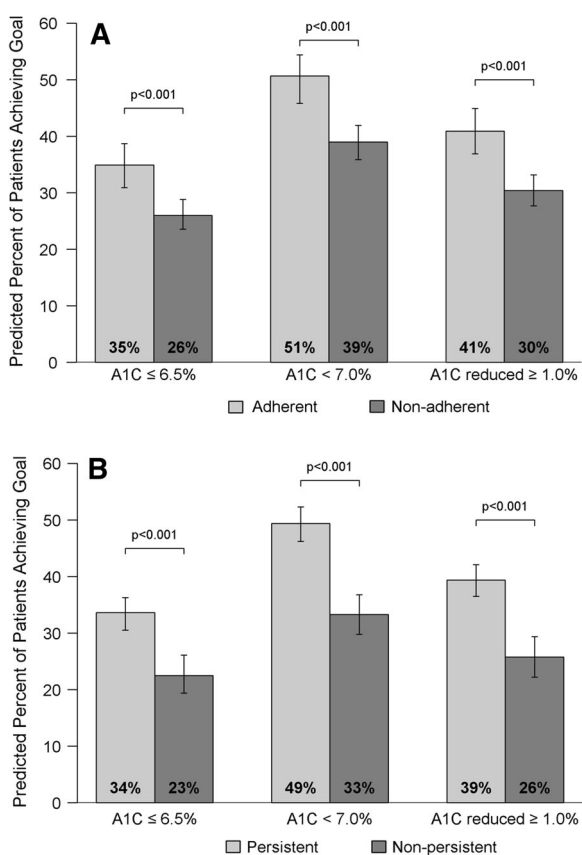 A
Predicted Percent of Patients Achieving Goal
60
50
40
30
20
10
0
p<0.001
p<0.001
p<0.001
35%
26%
51%
39%
41%
30%
A1C ≤ 6.5%
A1C < 7.0%
A1C reduced ≥ 1.0%
Adherent
Non-adherent
B
Predicted Percent of Patients Achieving Goal
60
50
40
30
20
10
0
p<0.001
p<0.001
p<0.001
34%
23%
49%
33%
39%
26%
A1C ≤ 6.5%
A1C < 7.0%
A1C reduced ≥ 1.0%
Persistent
Non-persistent